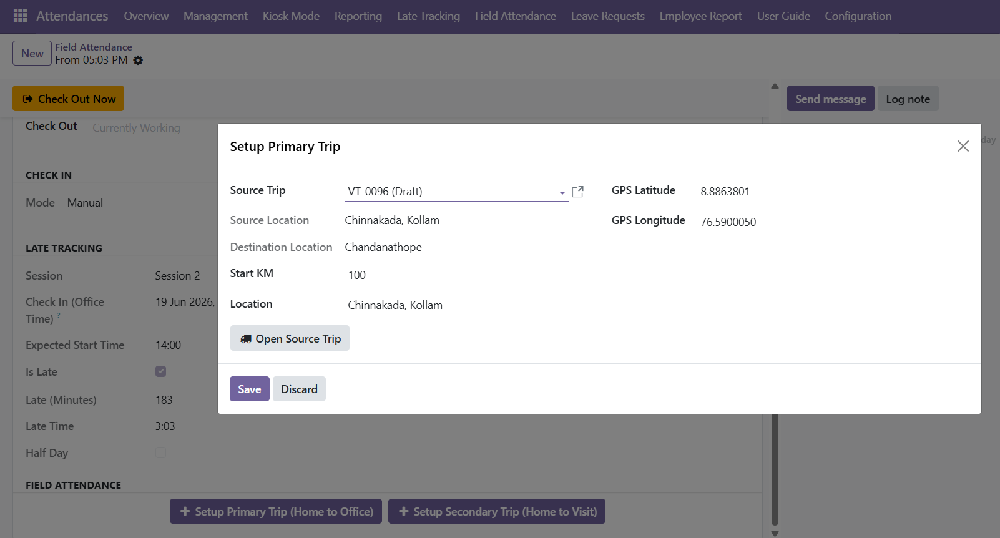 Attendances Overview Management Kiosk Mode Reporting Late Tracking Field Attendance Leave Requests Employee Report User Guide Configuration
New
Field Attendance
From 05:03 PM
Check Out Now
Send message Log note
Check Out Currently Working
day
CHECK IN
Mode Manual
LATE TRACKING
Session Session 2
Check In (Office Time) ? 19 Jun 2026,
Expected Start Time 14:00
Is Late
Late (Minutes) 183
Late Time 3:03
Half Day
FIELD ATTENDANCE
+ Setup Primary Trip (Home to Office) + Setup Secondary Trip (Home to Visit)
Setup Primary Trip
Source Trip VT-0096 (Draft)
Source Location Chinnakada, Kollam
Destination Location Chandanathope
Start KM 100
Location Chinnakada, Kollam
GPS Latitude 8.8863801
GPS Longitude 76.5900050
Open Source Trip
Save Discard